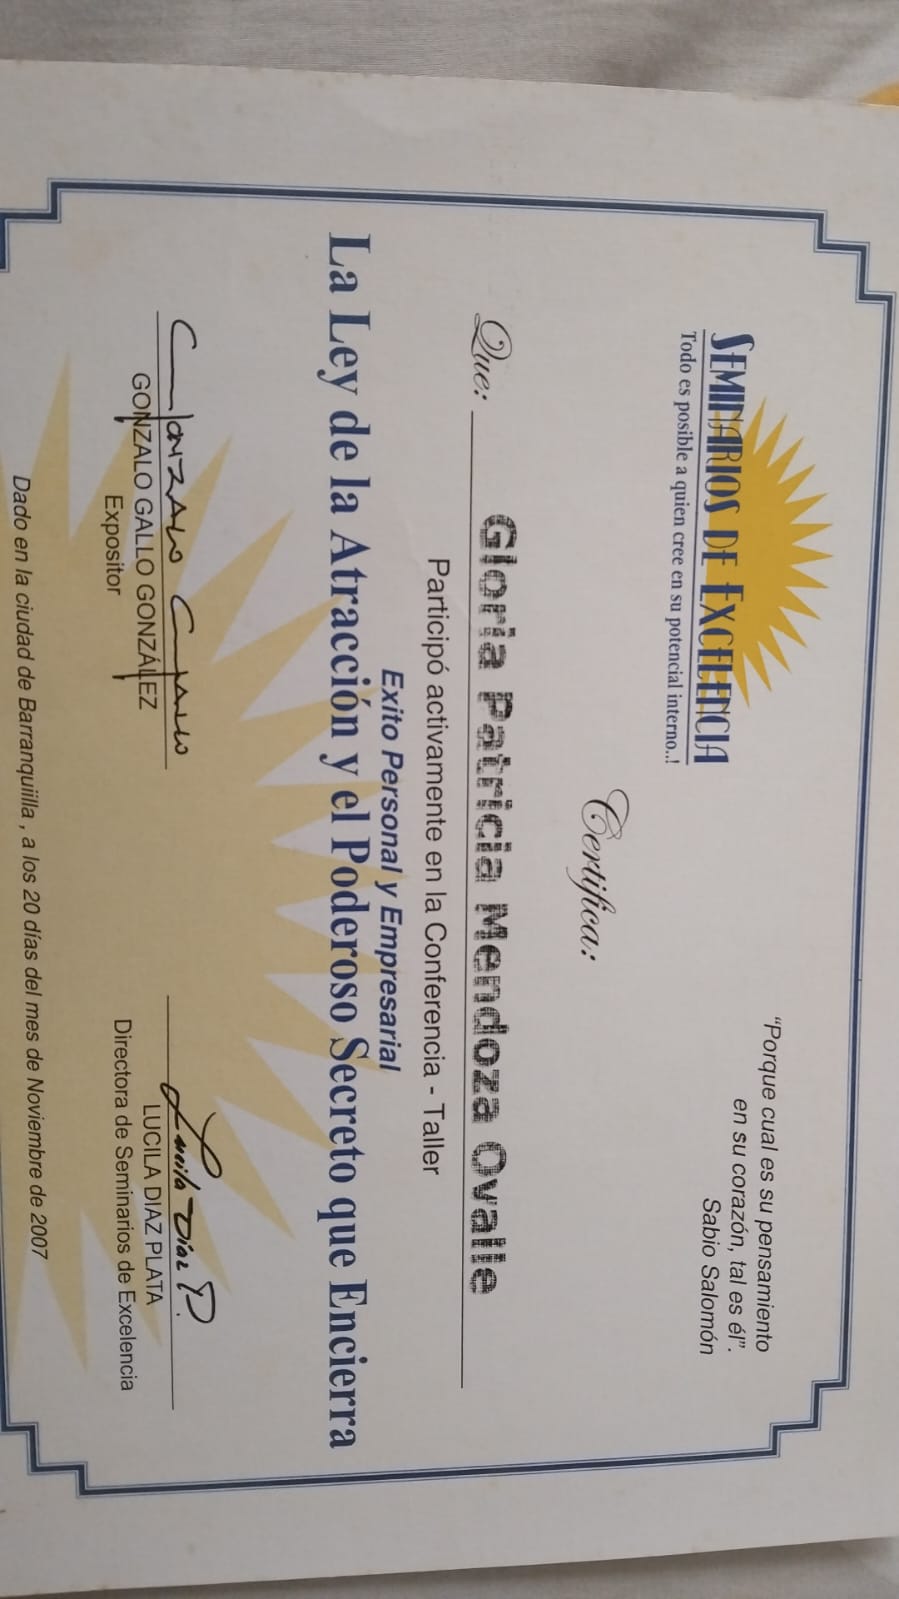 SEMINARIOS DE EXCELENCIA
Todo es posible a quien cree en su potencial interno..!
“Porque cual es su pensamiento
en su corazón, tal es él”.
Sabio Salomón
Certifica:
Que: Gloria Patricia Mendoza Ovalle
Participó activamente en la Conferencia - Taller
Exito Personal y Empresarial
La Ley de la Atracción y el Poderoso Secreto que Encierra
Gonzalo Gallo
GONZALO GALLO GONZÁLEZ
Expositor
Lucila Díaz P.
LUCILA DIAZ PLATA
Directora de Seminarios de Excelencia
Dado en la ciudad de Barranquiilla , a los 20 días del mes de Noviembre de 2007